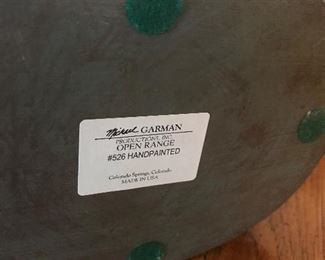 Michael GARMAN
PRODUCTIONS, INC.
OPEN RANGE
#526 HANDPAINTED
Colorado Springs, Colorado
MADE IN USA